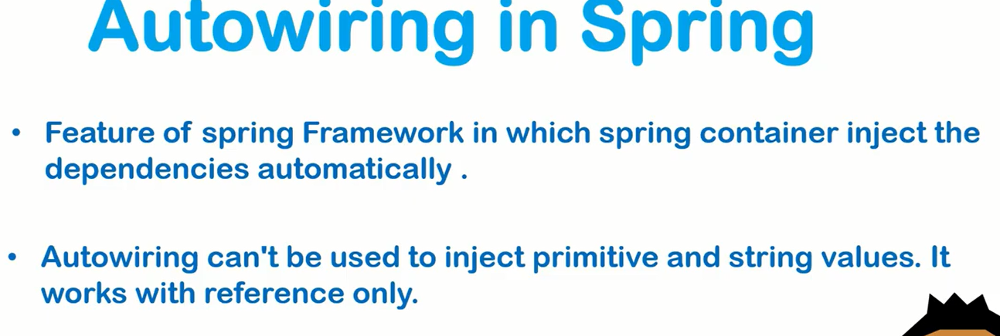 Autowiring in Spring
• Feature of spring Framework in which spring container inject the
dependencies automatically .
• Autowiring can't be used to inject primitive and string values. It
works with reference only.